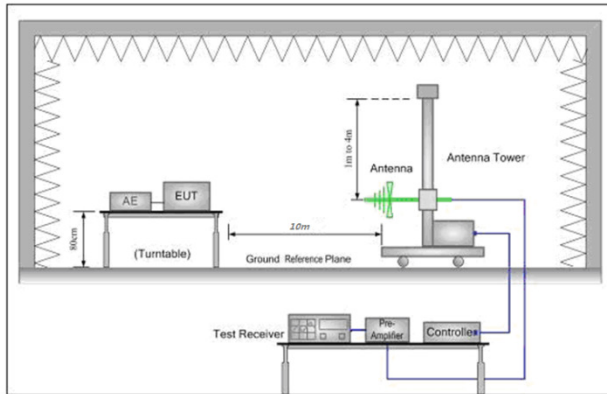 1m to 4m
Antenna
Antenna Tower
AE
EUT
80cm
(Turntable)
10m
Ground Reference Plane
Test Receiver
Pre-
Amplifier
Controller